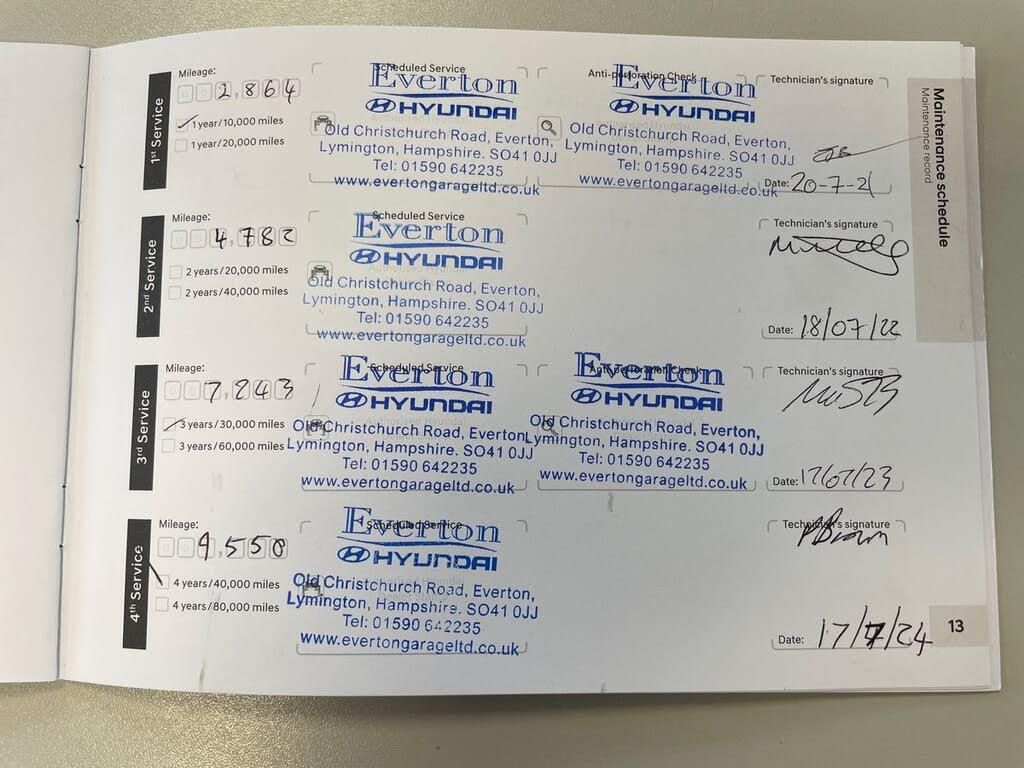 Maintenance schedule
Maintenance record
1st Service
Mileage:
2,864
1 year/10,000 miles
1 year/20,000 miles
Scheduled Service
Everton
HYUNDAI
Old Christchurch Road, Everton,
Lymington, Hampshire. SO41 0JJ
Tel: 01590 642235
www.evertongarageltd.co.uk
Anti-perforation Check
Everton
HYUNDAI
Old Christchurch Road, Everton,
Lymington, Hampshire. SO41 0JJ
Tel: 01590 642235
www.evertongarageltd.co.uk
Technician's signature
Date: 20-7-21
2nd Service
Mileage:
4,782
2 years/20,000 miles
2 years/40,000 miles
Scheduled Service
Everton
HYUNDAI
Old Christchurch Road, Everton,
Lymington, Hampshire. SO41 0JJ
Tel: 01590 642235
www.evertongarageltd.co.uk
Technician's signature
Date: 18/07/22
3rd Service
Mileage:
7,243
3 years/30,000 miles
3 years/60,000 miles
Scheduled Service
Everton
HYUNDAI
Old Christchurch Road, Everton,
Lymington, Hampshire. SO41 0JJ
Tel: 01590 642235
www.evertongarageltd.co.uk
Anti-perforation Check
Everton
HYUNDAI
Old Christchurch Road, Everton,
Lymington, Hampshire. SO41 0JJ
Tel: 01590 642235
www.evertongarageltd.co.uk
Technician's signature
Date: 17/07/23
4th Service
Mileage:
9,550
4 years/40,000 miles
4 years/80,000 miles
Scheduled Service
Everton
HYUNDAI
Old Christchurch Road, Everton,
Lymington, Hampshire. SO41 0JJ
Tel: 01590 642235
www.evertongarageltd.co.uk
Technician's signature
Date: 17/7/24
13